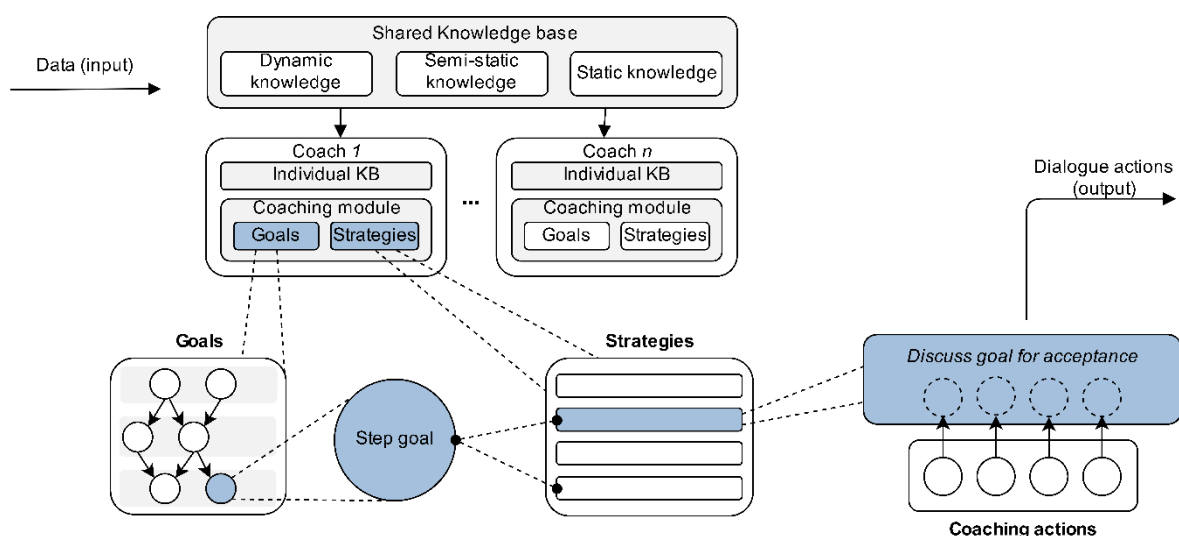 Shared Knowledge base
Data (input)
Dynamic
knowledge
Semi-static
knowledge
Static knowledge
Coach 1
Individual KB
Coaching module
Goals
Strategies
...
Coach n
Individual KB
Coaching module
Goals
Strategies
Dialogue actions
(output)
Goals
Step goal
Strategies
Discuss goal for acceptance
Coaching actions